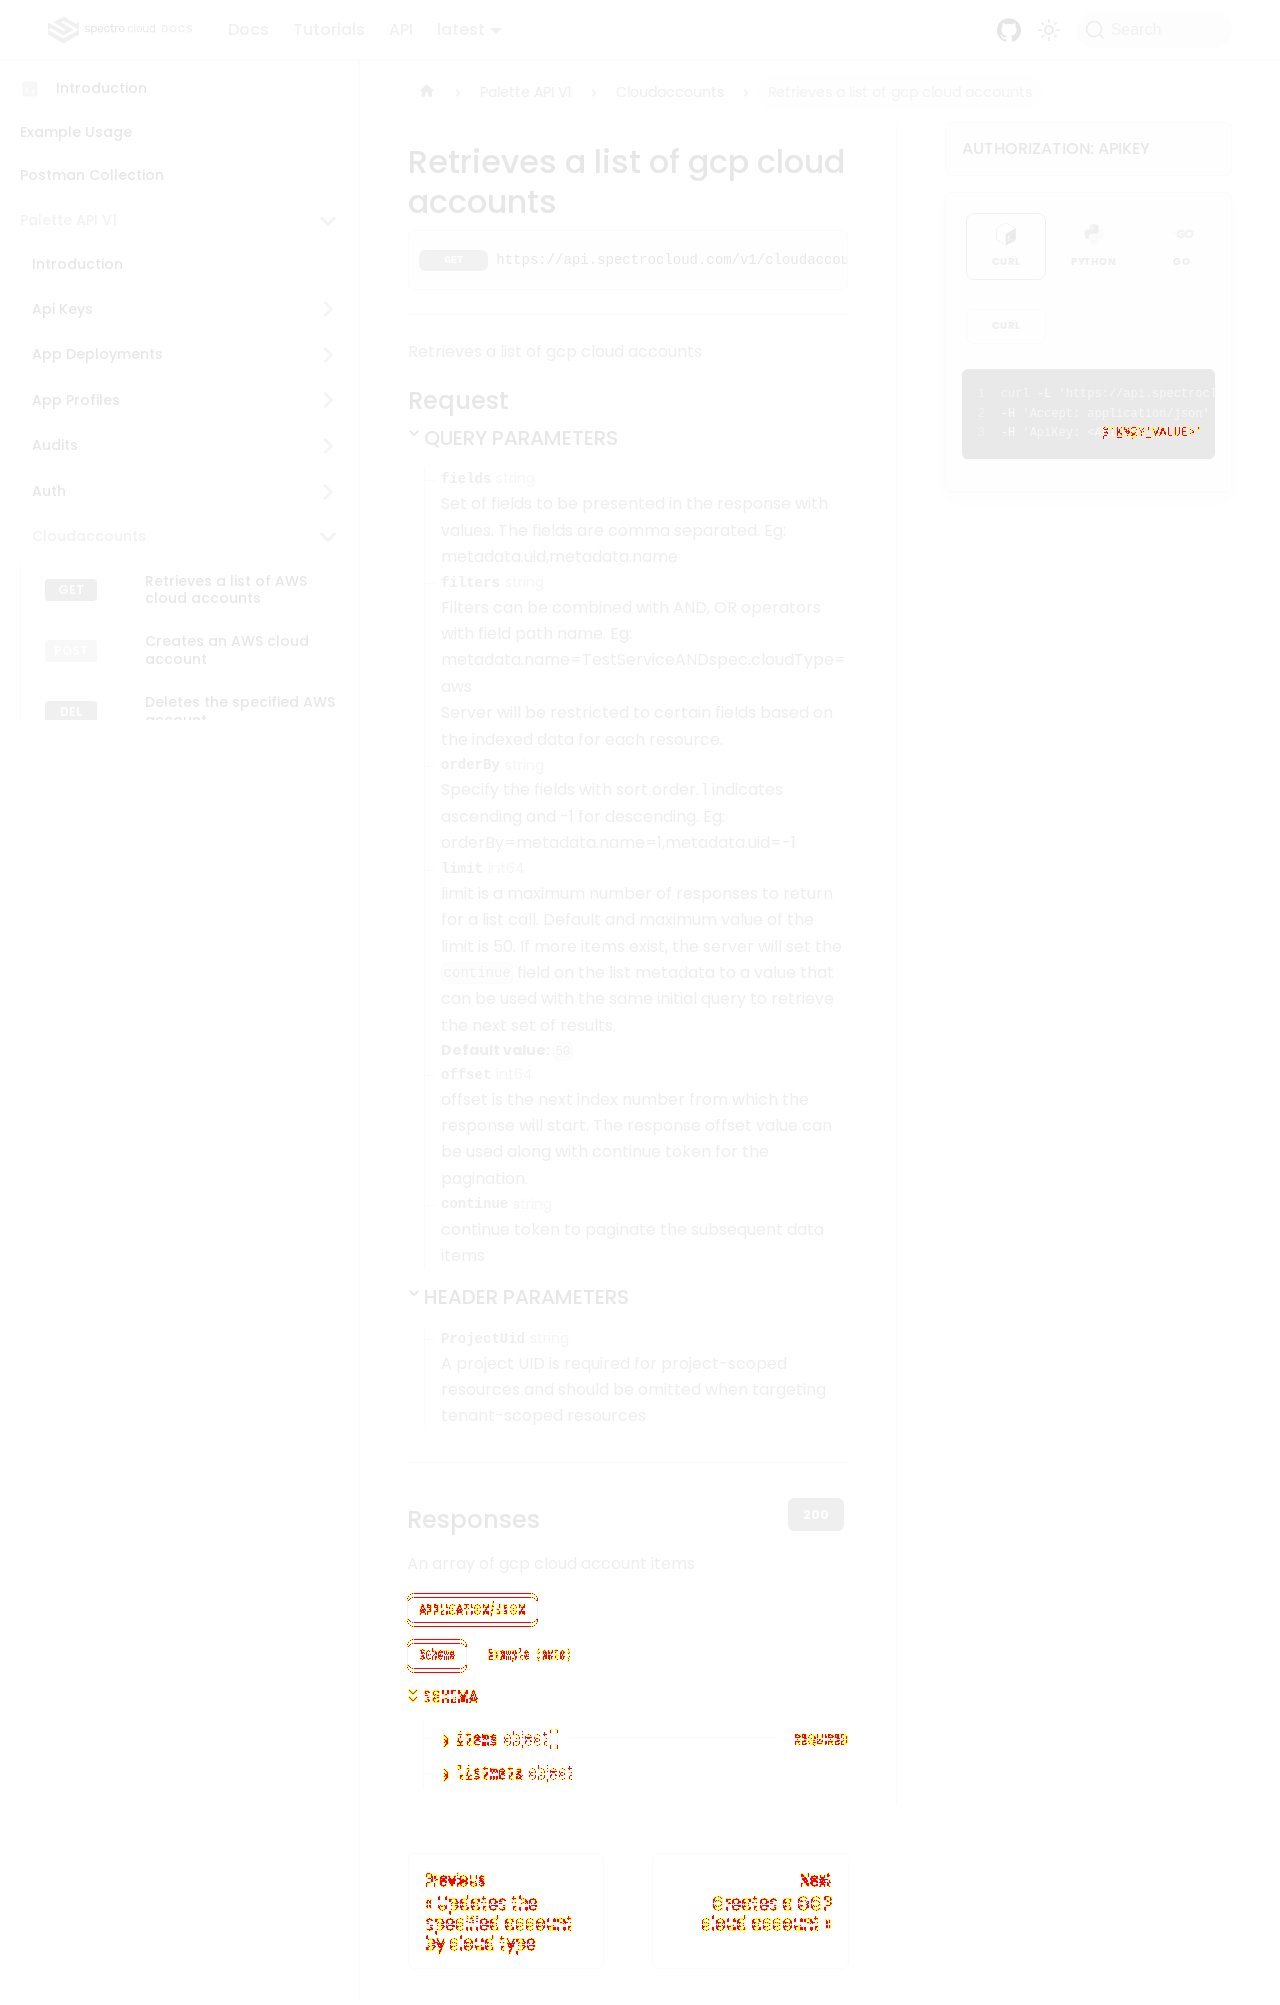 spectro cloud DOCS
Docs
Tutorials
API
latest
Search
Introduction
Example Usage
Postman Collection
Palette API V1
Introduction
Api Keys
App Deployments
App Profiles
Audits
Auth
Cloudaccounts
GET Retrieves a list of AWS
cloud accounts
POST Creates an AWS cloud
account
DEL Deletes the specified AWS
account
Palette API V1 › Cloudaccounts › Retrieves a list of gcp cloud accounts
Retrieves a list of gcp cloud
accounts
GET https://api.spectrocloud.com/v1/cloudaccou
Retrieves a list of gcp cloud accounts
Request
QUERY PARAMETERS
fields string
Set of fields to be presented in the response with
values. The fields are comma separated. Eg:
metadata.uid,metadata.name
filters string
Filters can be combined with AND, OR operators
with field path name. Eg:
metadata.name=TestServiceANDspec.cloudType=
aws
Server will be restricted to certain fields based on
the indexed data for each resource.
orderBy string
Specify the fields with sort order. 1 indicates
ascending and -1 for descending. Eg:
orderBy=metadata.name=1,metadata.uid=-1
limit int64
limit is a maximum number of responses to return
for a list call. Default and maximum value of the
limit is 50. If more items exist, the server will set the
continue field on the list metadata to a value that
can be used with the same initial query to retrieve
the next set of results.
Default value: 50
offset int64
offset is the next index number from which the
response will start. The response offset value can
be used along with continue token for the
pagination.
continue string
continue token to paginate the subsequent data
items
HEADER PARAMETERS
ProjectUid string
A project UID is required for project-scoped
resources and should be omitted when targeting
tenant-scoped resources
Responses
200
An array of gcp cloud account items
APPLICATION/JSON
Schema
Example (auto)
SCHEMA
items object[]
REQUIRED
listmeta object
Previous
« Updates the
specified account
by cloud type
Next
Creates a GCP
cloud account »
AUTHORIZATION: APIKEY
CURL
PYTHON
GO
GO
CURL
1 curl -L 'https://api.spectrocl
2 -H 'Accept: application/json'
3 -H 'ApiKey: